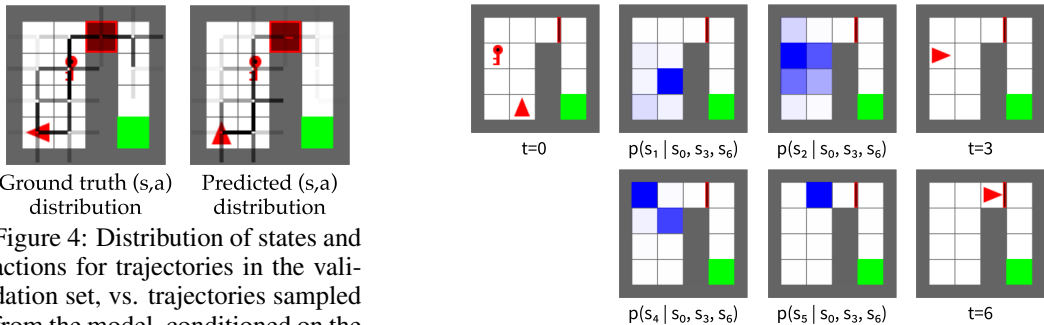 Ground truth (s,a)
distribution
Predicted (s,a)
distribution
Figure 4: Distribution of states and
actions for trajectories in the vali-
dation set, vs. trajectories sampled
from the model, conditioned on the
t=0
p(s₁ | s₀, s₃, s₆)
p(s₂ | s₀, s₃, s₆)
t=3
p(s₄ | s₀, s₃, s₆)
p(s₅ | s₀, s₃, s₆)
t=6